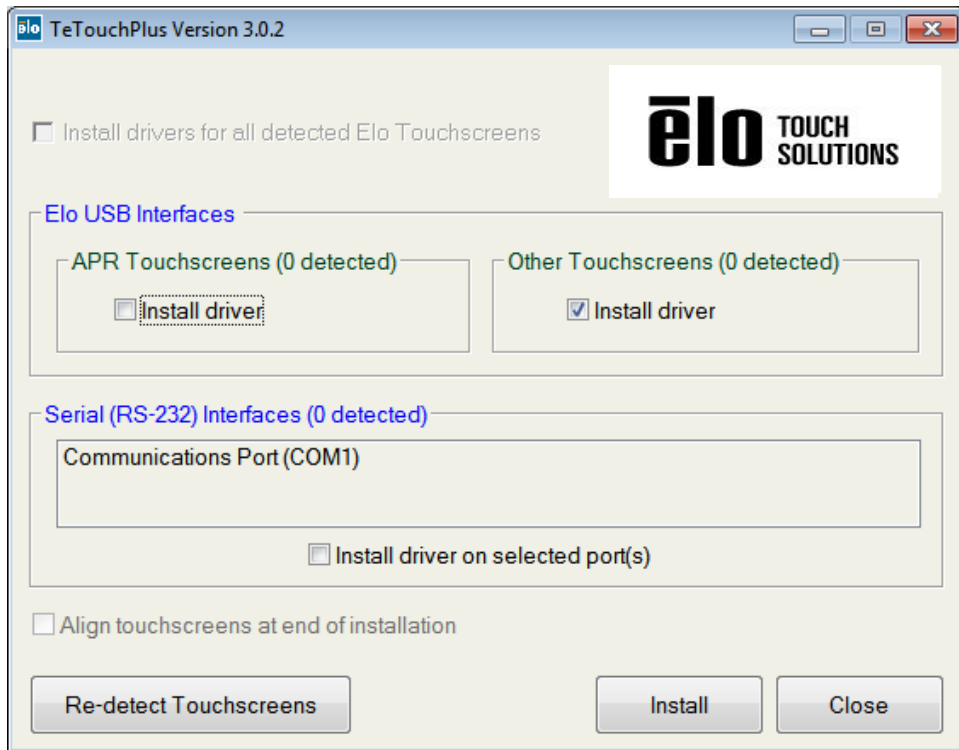 elo TeTouchPlus Version 3.0.2
Install drivers for all detected Elo Touchscreens
ēlo TOUCH
SOLUTIONS
Elo USB Interfaces
APR Touchscreens (0 detected)
Other Touchscreens (0 detected)
Install driver
Install driver
Serial (RS-232) Interfaces (0 detected)
Communications Port (COM1)
Install driver on selected port(s)
Align touchscreens at end of installation
Re-detect Touchscreens
Install
Close